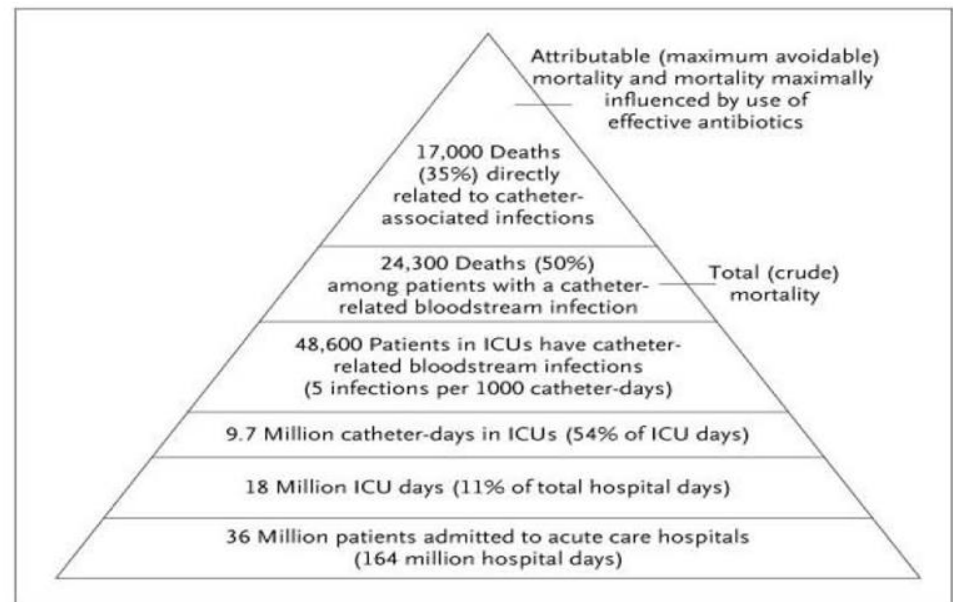 Attributable (maximum avoidable)
mortality and mortality maximally
influenced by use of
effective antibiotics
17,000 Deaths
(35%) directly
related to catheter-
associated infections
24,300 Deaths (50%)
among patients with a catheter-
related bloodstream infection
Total (crude)
mortality
48,600 Patients in ICUs have catheter-
related bloodstream infections
(5 infections per 1000 catheter-days)
9.7 Million catheter-days in ICUs (54% of ICU days)
18 Million ICU days (11% of total hospital days)
36 Million patients admitted to acute care hospitals
(164 million hospital days)